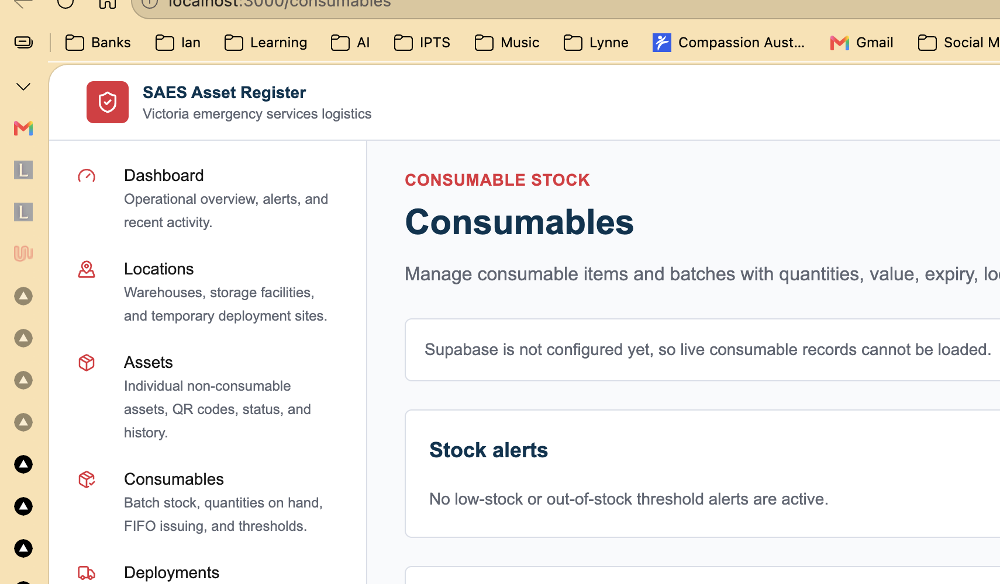 localhost:3000/consumables
Banks Ian Learning AI IPTS Music Lynne Compassion Aust... Gmail Social M
SAES Asset Register
Victoria emergency services logistics
Dashboard
Operational overview, alerts, and
recent activity.
Locations
Warehouses, storage facilities,
and temporary deployment sites.
Assets
Individual non-consumable
assets, QR codes, status, and
history.
Consumables
Batch stock, quantities on hand,
FIFO issuing, and thresholds.
Deployments
CONSUMABLE STOCK
Consumables
Manage consumable items and batches with quantities, value, expiry, lo
Supabase is not configured yet, so live consumable records cannot be loaded.
Stock alerts
No low-stock or out-of-stock threshold alerts are active.
L
L